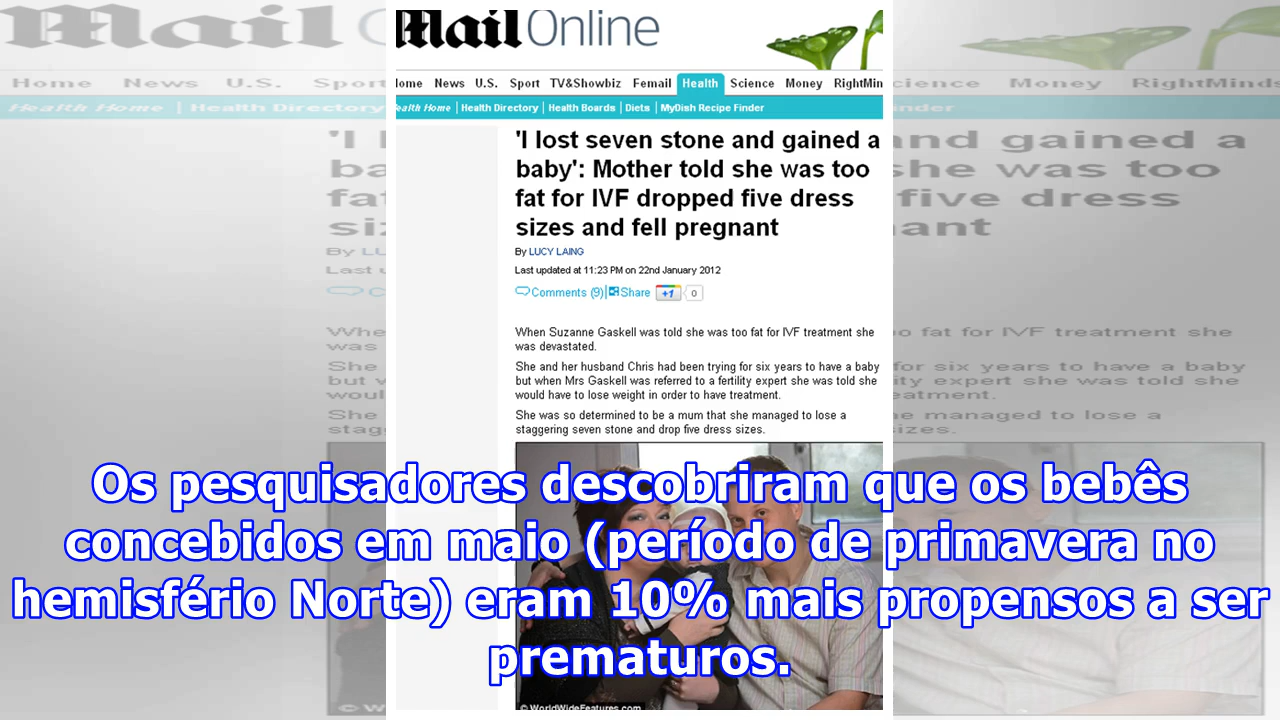 Mail Online
Home News U.S. Sport TV&Showbiz Femail Health Science Money RightMin
Health Home | Health Directory | Health Boards | Diets | MyDish Recipe Finder
'I lost seven stone and gained a
baby': Mother told she was too
fat for IVF dropped five dress
sizes and fell pregnant
By LUCY LAING
Last updated at 11:23 PM on 22nd January 2012
Comments (9) Share +1 0
When Suzanne Gaskell was told she was too fat for IVF treatment she
was devastated.
She and her husband Chris had been trying for six years to have a baby
but when Mrs Gaskell was referred to a fertility expert she was told she
would have to lose weight in order to have treatment.
She was so determined to be a mum that she managed to lose a
staggering seven stone and drop five dress sizes.
Os pesquisadores descobriram que os bebês
concebidos em maio (período de primavera no
hemisfério Norte) eram 10% mais propensos a ser
prematuros.
© WorldWideFeatures.com